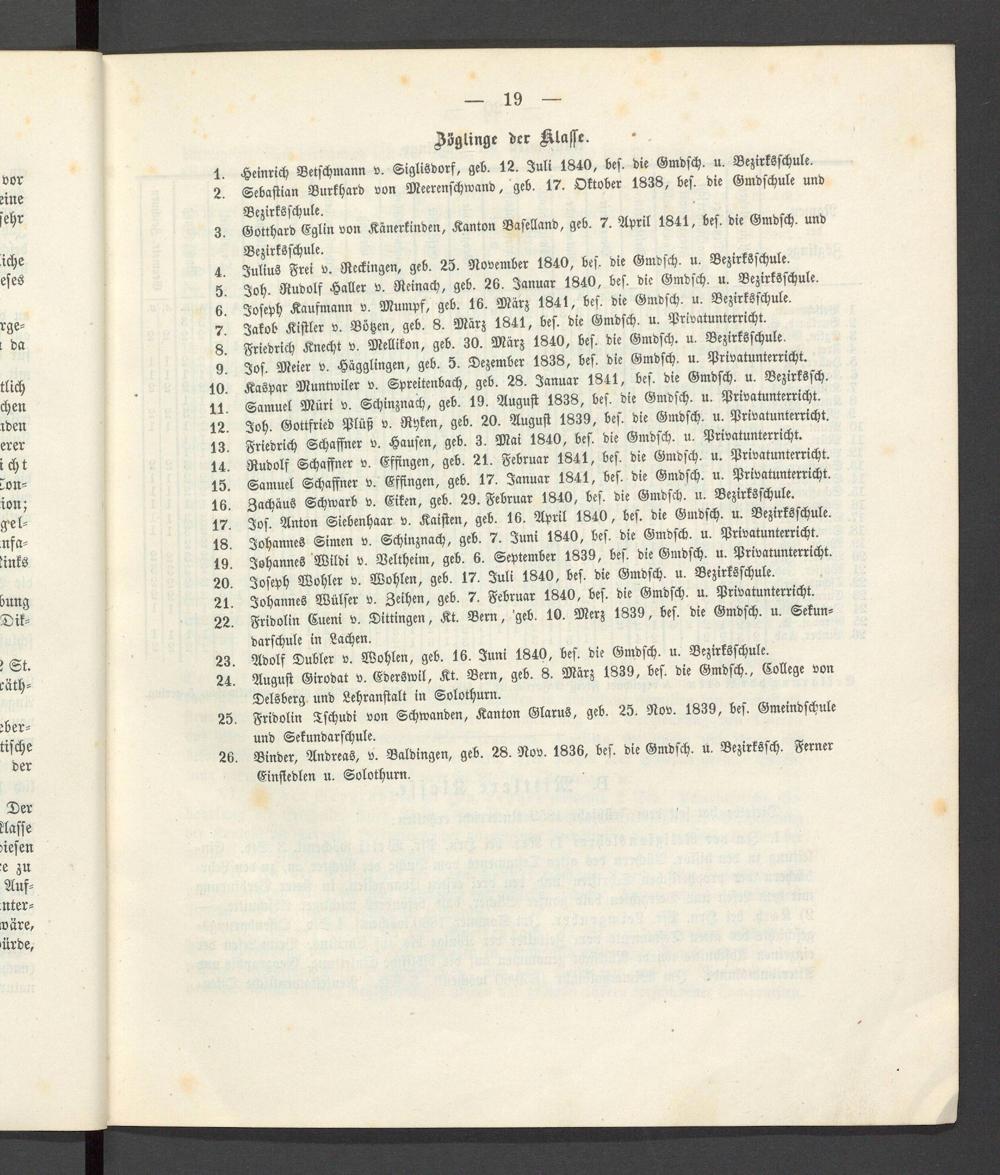 — 19 —
Zöglinge der Klasse.
1. Heinrich Betschmann v. Siglisdorf, geb. 12. Juli 1840, bes. die Gmdsch. u. Bezirksschule.
2. Sebastian Burkhard von Meerenschwand, geb. 17. Oktober 1838, bes. die Gmdschule und
Bezirksschule.
3. Gotthard Eglin von Känerkinden, Kanton Baselland, geb. 7. April 1841, bes. die Gmdsch. und
Bezirksschule.
4. Julius Frei v. Reckingen, geb. 25. November 1840, bes. die Gmdsch. u. Bezirksschule.
5. Joh. Rudolf Haller v. Reinach, geb. 26. Januar 1840, bes. die Gmdsch. u. Bezirksschule.
6. Joseph Kaufmann v. Mumpf, geb. 16. März 1841, bes. die Gmdsch. u. Bezirksschule.
7. Jakob Kistler v. Bötzen, geb. 8. März 1841, bes. die Gmdsch. u. Privatunterricht.
8. Friedrich Knecht v. Mellikon, geb. 30. März 1840, bes. die Gmdsch. u. Bezirksschule.
9. Jos. Meier v. Hägglingen, geb. 5. Dezember 1838, bes. die Gmdsch. u. Privatunterricht.
10. Kaspar Muntwiler v. Spreitenbach, geb. 28. Januar 1841, bes. die Gmdsch. u. Bezirkssch.
11. Samuel Müri v. Schinznach, geb. 19. August 1838, bes. die Gmdsch. u. Privatunterricht.
12. Joh. Gottfried Plüß v. Ryken, geb. 20. August 1839, bes. die Gmdsch. u. Privatunterricht.
13. Friedrich Schaffner v. Hausen, geb. 3. Mai 1840, bes. die Gmdsch. u. Privatunterricht.
14. Rudolf Schaffner v. Effingen, geb. 21. Februar 1841, bes. die Gmdsch. u. Privatunterricht.
15. Samuel Schaffner v. Effingen, geb. 17. Januar 1841, bes. die Gmdsch. u. Privatunterricht.
16. Zachäus Schwarb v. Eiken, geb. 29. Februar 1840, bes. die Gmdsch. u. Bezirksschule.
17. Jos. Anton Siebenhaar v. Kaisten, geb. 16. April 1840, bes. die Gmdsch. u. Bezirksschule.
18. Johannes Simen v. Schinznach, geb. 7. Juni 1840, bes. die Gmdsch. u. Privatunterricht.
19. Johannes Wildi v. Veltheim, geb. 6. September 1839, bes. die Gmdsch. u. Privatunterricht.
20. Joseph Wohler v. Wohlen, geb. 17. Juli 1840, bes. die Gmdsch. u. Bezirksschule.
21. Johannes Wülser v. Zeihen, geb. 7. Februar 1840, bes. die Gmdsch. u. Privatunterricht.
22. Fridolin Cueni v. Dittingen, Kt. Bern, geb. 10. Merz 1839, bes. die Gmdsch. u. Sekun-
darschule in Lachen.
23. Adolf Dubler v. Wohlen, geb. 16. Juni 1840, bes. die Gmdsch. u. Bezirksschule.
24. August Girodat v. Ederswil, Kt. Bern, geb. 8. März 1839, bes. die Gmdsch., College von
Delsberg und Lehranstalt in Solothurn.
25. Fridolin Tschudi von Schwanden, Kanton Glarus, geb. 25. Nov. 1839, bes. Gmeindschule
und Sekundarschule.
26. Binder, Andreas, v. Baldingen, geb. 28. Nov. 1836, bes. die Gmdsch. u. Bezirkssch. Ferner
Einsiedlen u. Solothurn.